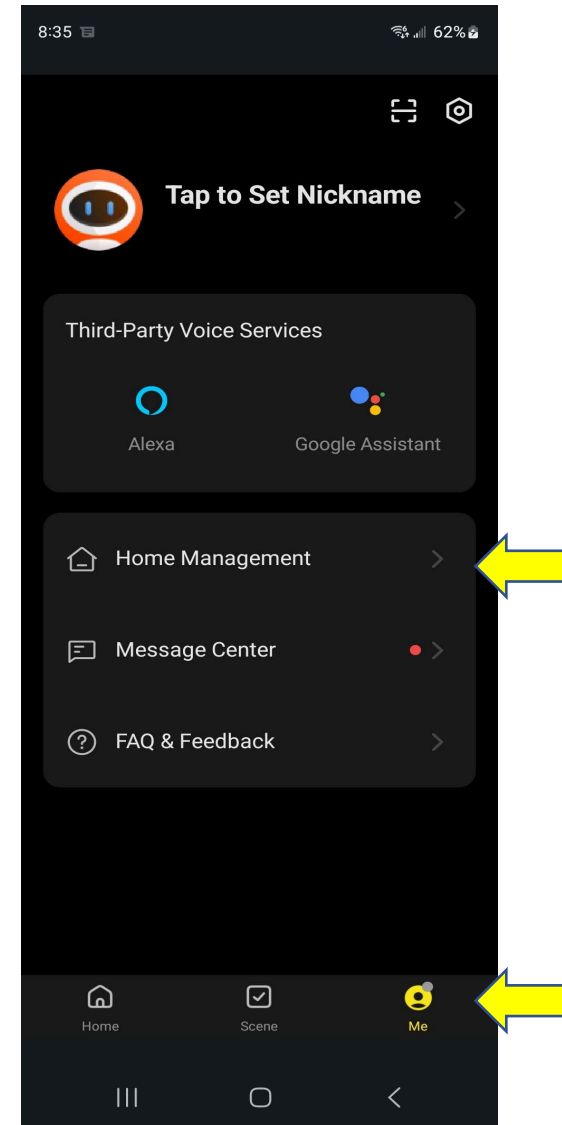 8:35 62%
Tap to Set Nickname
Third-Party Voice Services
Alexa Google Assistant
Home Management
Message Center
FAQ & Feedback
Home Scene Me